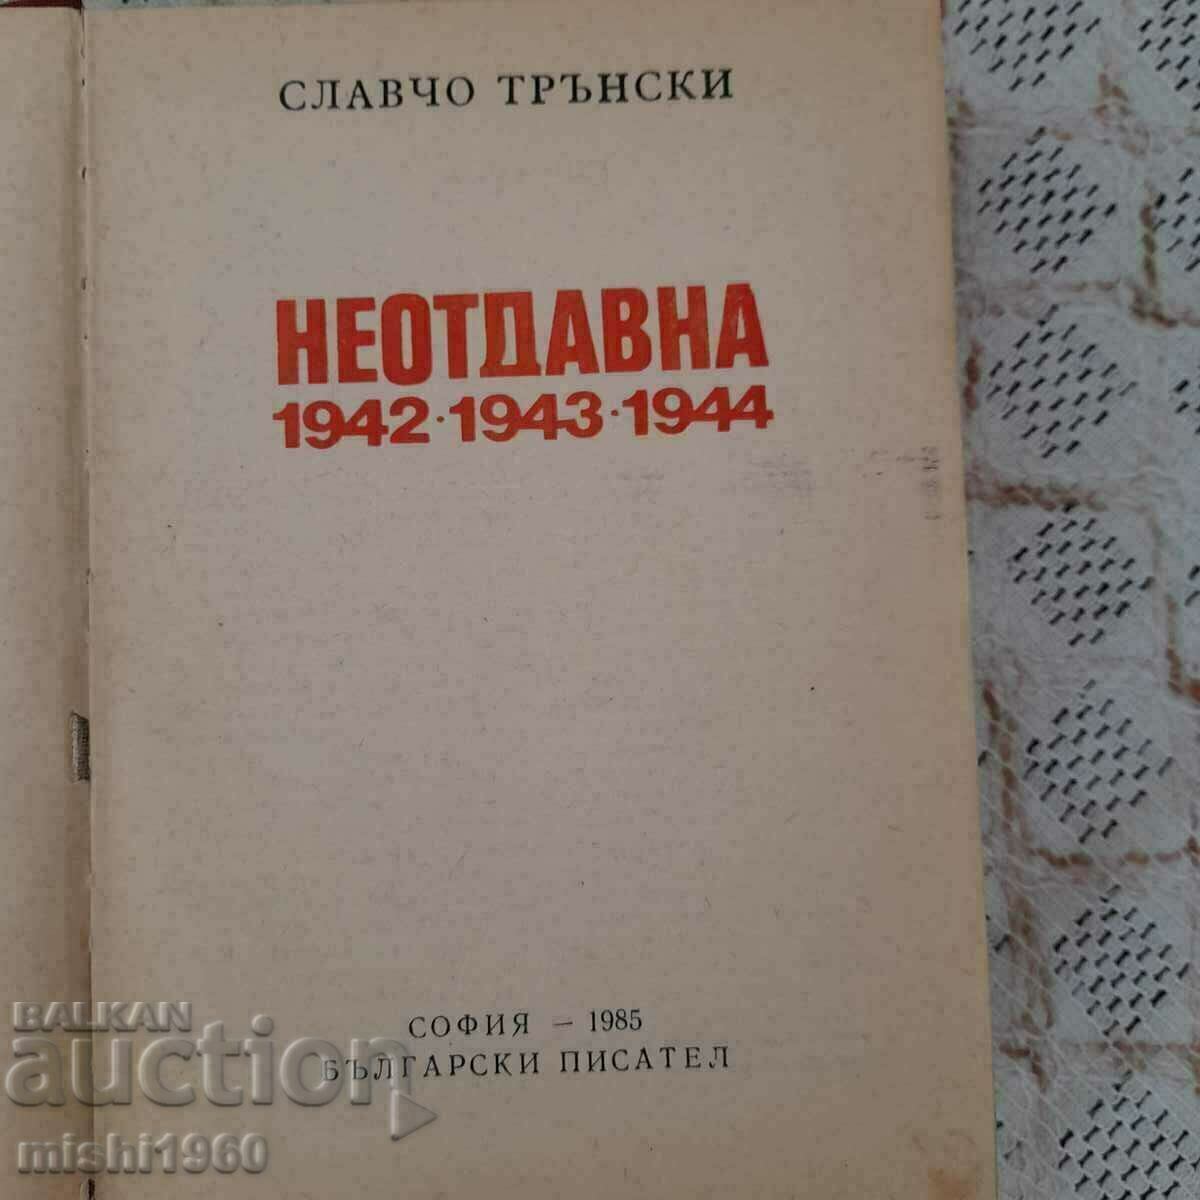 СЛАВЧО ТРЪНСКИ
НЕОТДАВНА
1942·1943·1944
СОФИЯ — 1985
БЪЛГАРСКИ ПИСАТЕЛ
BALKAN
auction
mishi1960